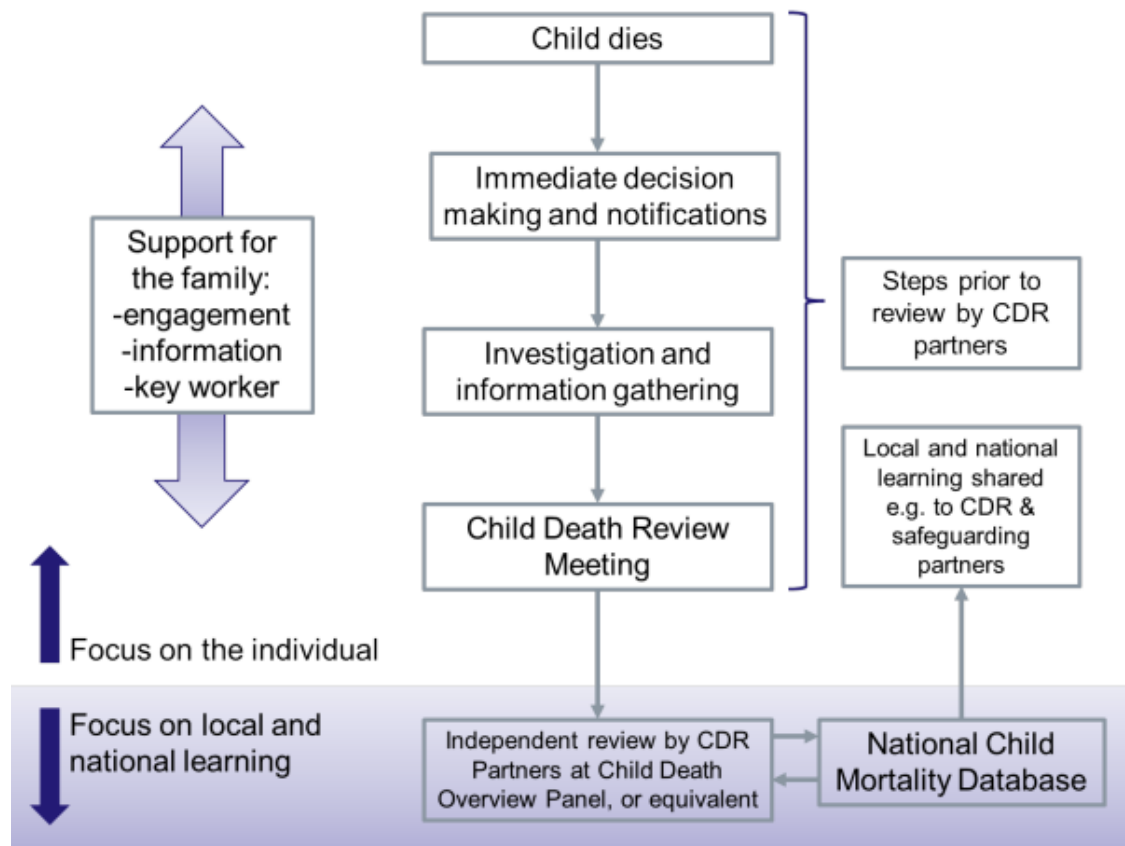 Child dies
Immediate decision
making and notifications
Support for
the family:
-engagement
-information
-key worker
Steps prior to
review by CDR
partners
Investigation and
information gathering
Local and national
learning shared
e.g. to CDR &
safeguarding
partners
Child Death Review
Meeting
Focus on the individual
Focus on local and
national learning
Independent review by CDR
Partners at Child Death
Overview Panel, or equivalent
National Child
Mortality Database